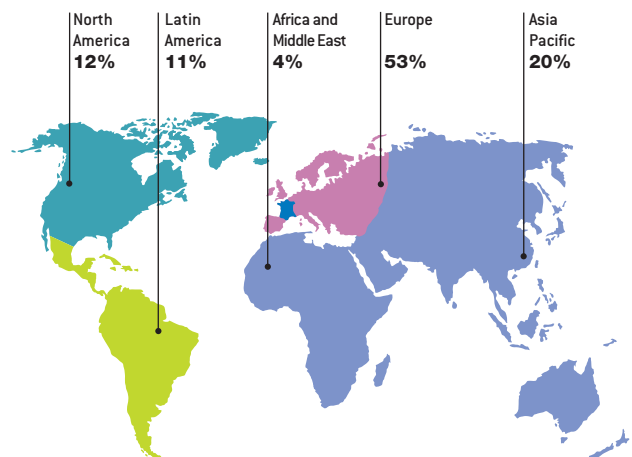 North
America
12%
Latin
America
11%
Africa and
Middle East
4%
Europe
53%
Asia
Pacific
20%